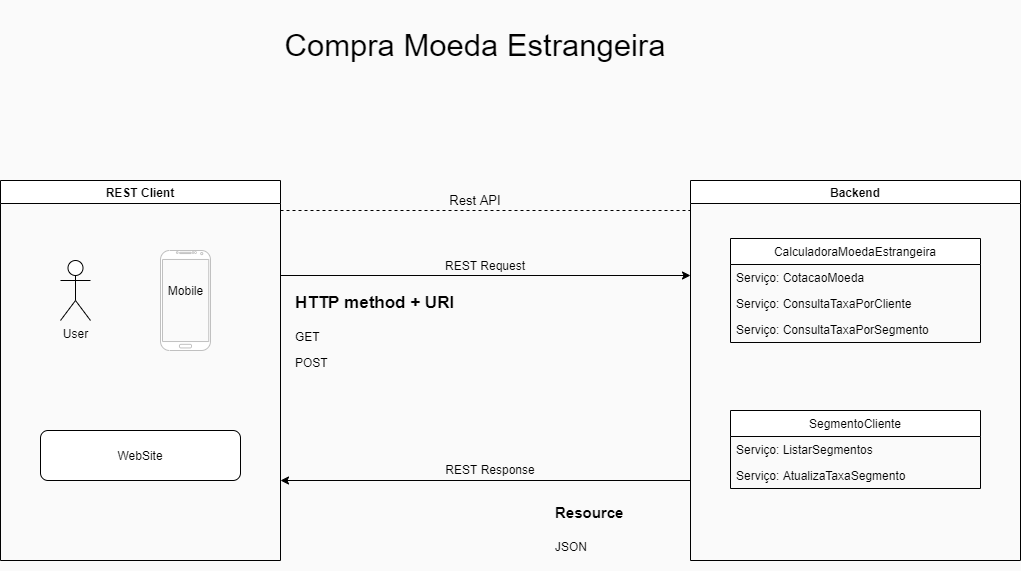 Compra Moeda Estrangeira
REST Client
Rest API
Backend
User
Mobile
WebSite
REST Request
HTTP method + URI
GET
POST
REST Response
Resource
JSON
CalculadoraMoedaEstrangeira
Serviço: CotacaoMoeda
Serviço: ConsultaTaxaPorCliente
Serviço: ConsultaTaxaPorSegmento
SegmentoCliente
Serviço: ListarSegmentos
Serviço: AtualizaTaxaSegmento